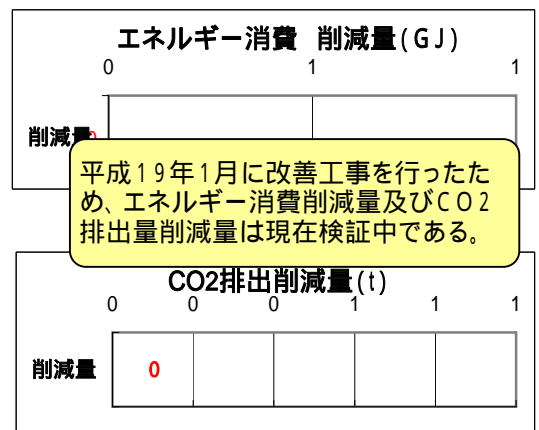 エネルギー消費 削減量(GJ)
0 1 1
削減量
平成19年1月に改善工事を行ったた
め、エネルギー消費削減量及びCO2
排出量削減量は現在検証中である。
CO2排出削減量(t)
0 0 0 1 1 1
削減量 0